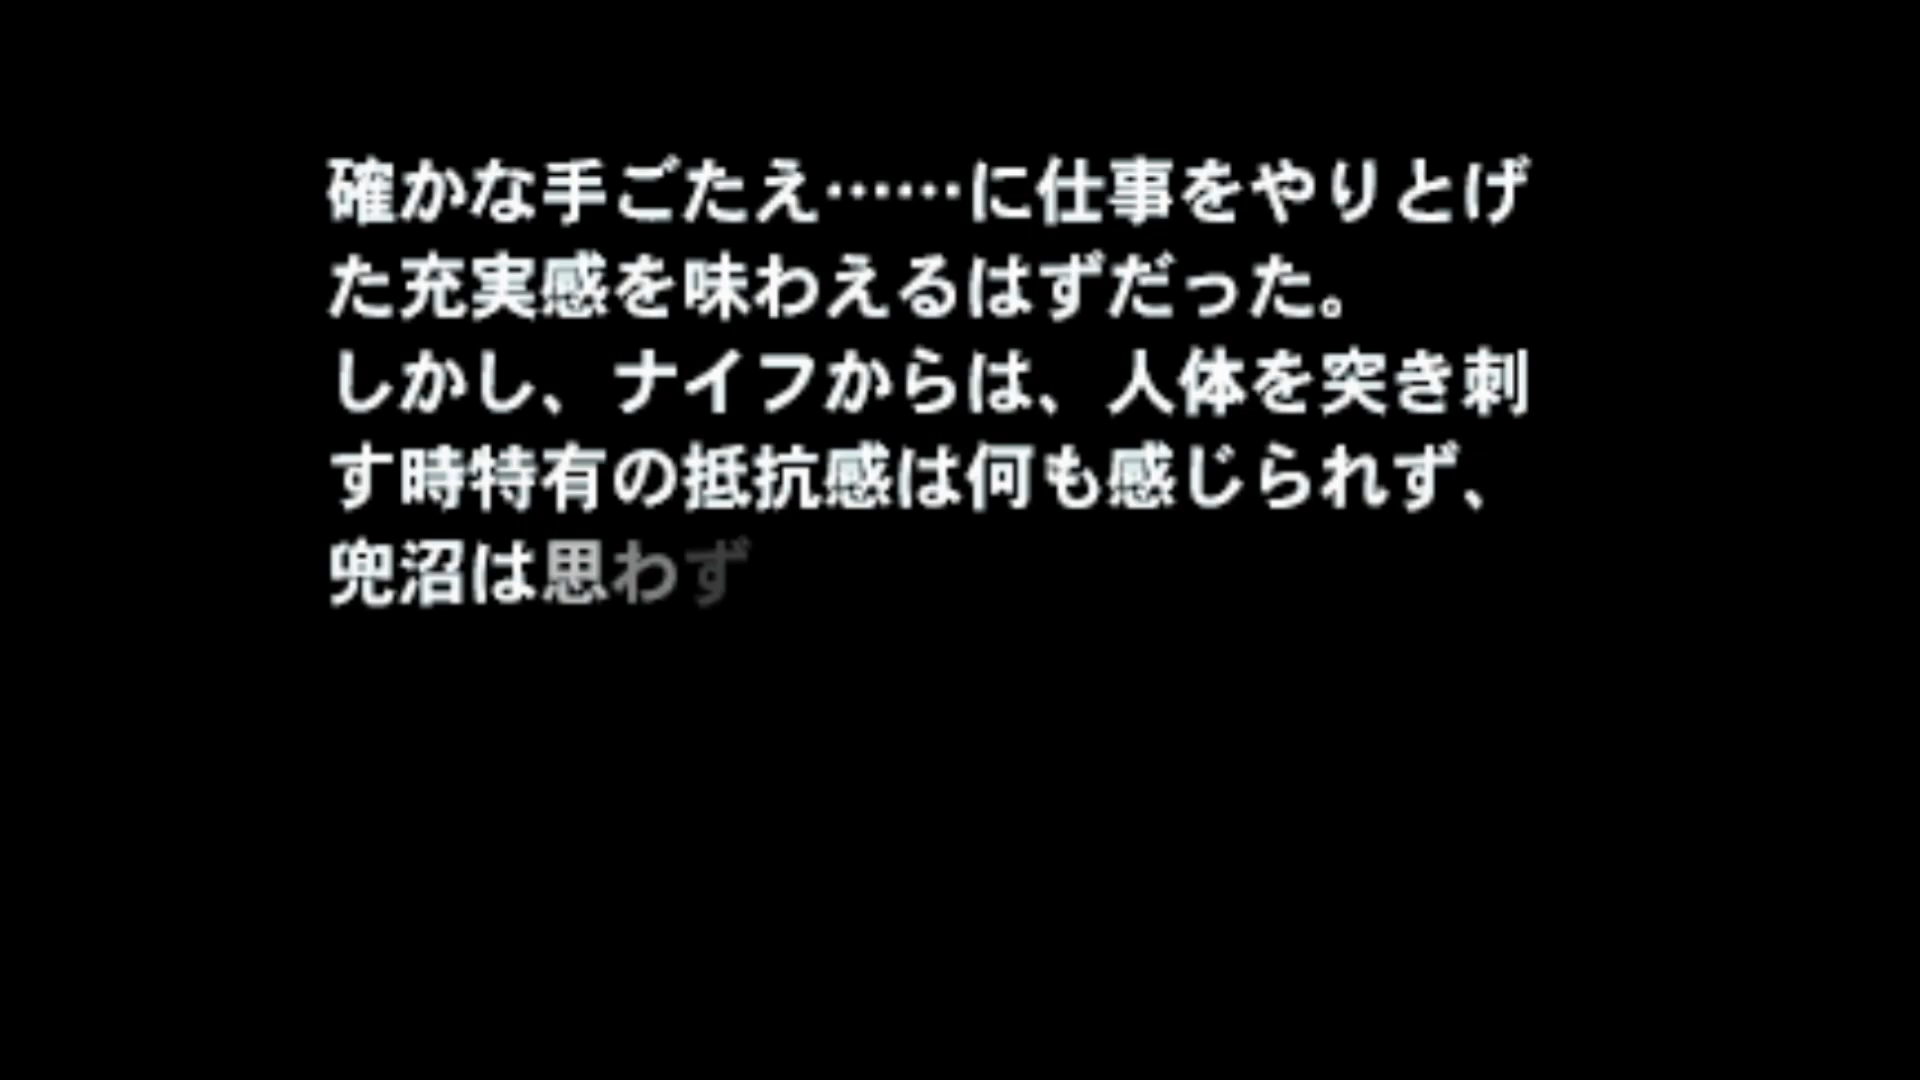 確かな手ごたえ……に仕事をやりとげ
た充実感を味わえるはずだった。
しかし、ナイフからは、人体を突き刺
す時特有の抵抗感は何も感じられず、
兜沼は思わず